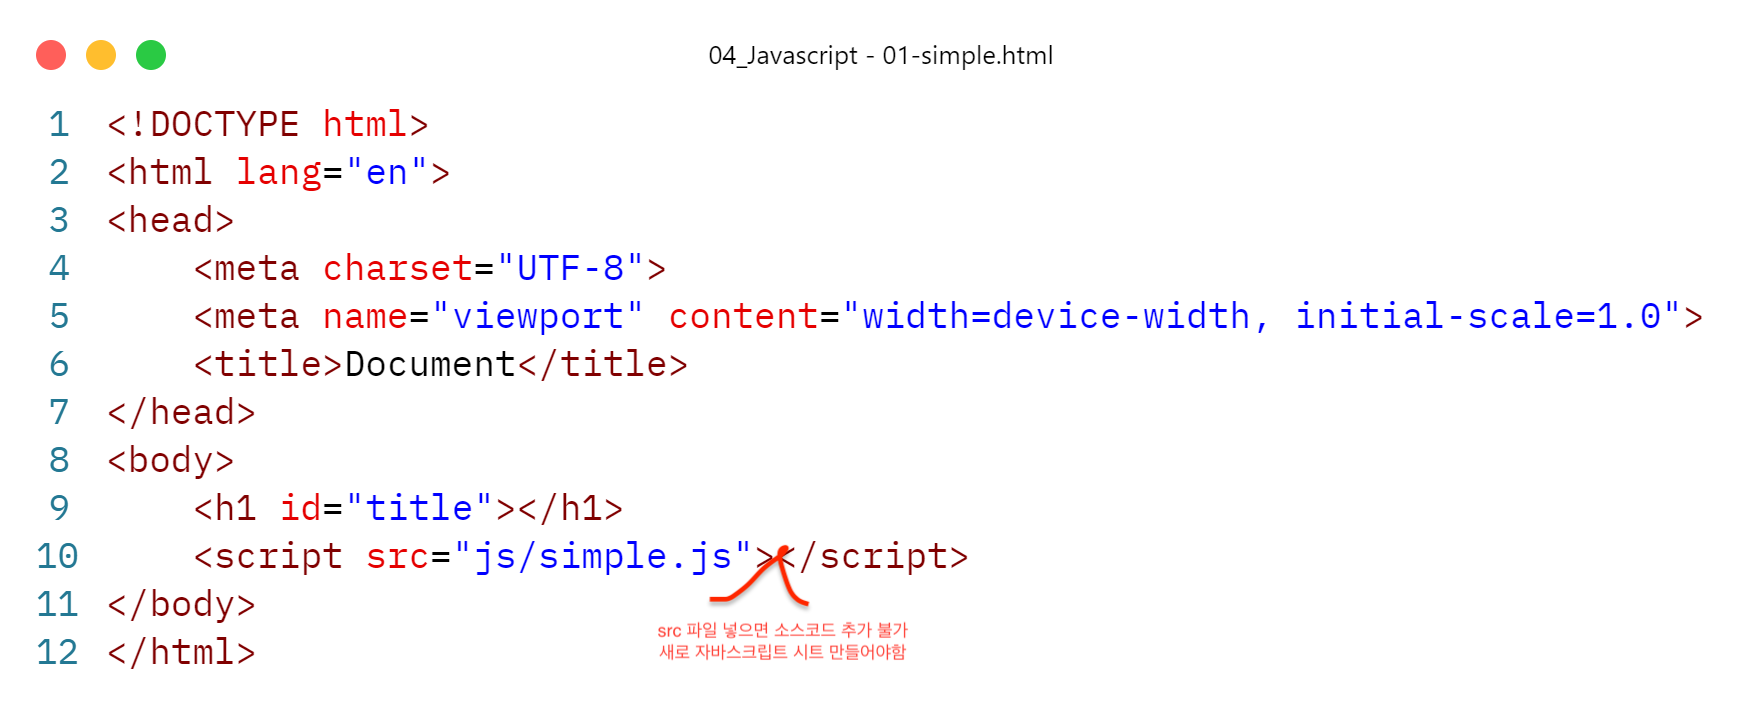 04_Javascript - 01-simple.html
1 <!DOCTYPE html>
2 <html lang="en">
3 <head>
4     <meta charset="UTF-8">
5     <meta name="viewport" content="width=device-width, initial-scale=1.0">
6     <title>Document</title>
7 </head>
8 <body>
9     <h1 id="title"></h1>
10     <script src="js/simple.js"></script>
11 </body>
12 </html>
src 파일 넣으면 소스코드 추가 불가
새로 자바스크립트 시트 만들어야함